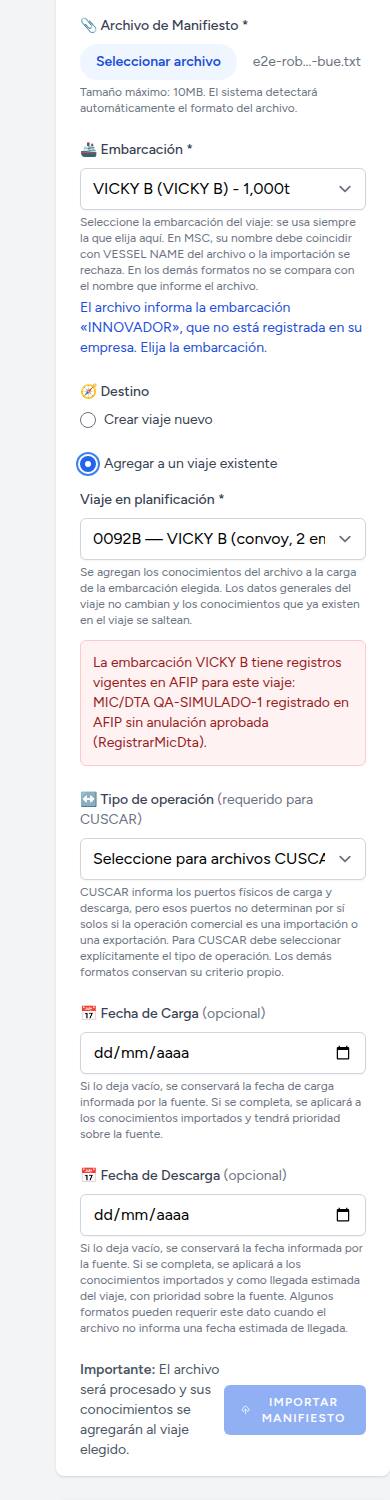 📎 Archivo de Manifiesto *
Seleccionar archivo e2e-rob...-bue.txt
Tamaño máximo: 10MB. El sistema detectará
automáticamente el formato del archivo.
🚢 Embarcación *
VICKY B (VICKY B) - 1,000t
Seleccione la embarcación del viaje: se usa siempre
la que elija aquí. En MSC, su nombre debe coincidir
con VESSEL NAME del archivo o la importación se
rechaza. En los demás formatos no se compara con
el nombre que informe el archivo.
El archivo informa la embarcación
«INNOVADOR», que no está registrada en su
empresa. Elija la embarcación.
🧭 Destino
Crear viaje nuevo
Agregar a un viaje existente
Viaje en planificación *
0092B — VICKY B (convoy, 2 en
Se agregan los conocimientos del archivo a la carga
de la embarcación elegida. Los datos generales del
viaje no cambian y los conocimientos que ya existen
en el viaje se saltean.
La embarcación VICKY B tiene registros
vigentes en AFIP para este viaje:
MIC/DTA QA-SIMULADO-1 registrado en
AFIP sin anulación aprobada
(RegistrarMicDta).
↔️ Tipo de operación (requerido para
CUSCAR)
Seleccione para archivos CUSCA
CUSCAR informa los puertos físicos de carga y
descarga, pero esos puertos no determinan por sí
solos si la operación comercial es una importación o
una exportación. Para CUSCAR debe seleccionar
explícitamente el tipo de operación. Los demás
formatos conservan su criterio propio.
📅 Fecha de Carga (opcional)
dd/mm/aaaa
Si lo deja vacío, se conservará la fecha de carga
informada por la fuente. Si se completa, se aplicará a
los conocimientos importados y tendrá prioridad
sobre la fuente.
📅 Fecha de Descarga (opcional)
dd/mm/aaaa
Si lo deja vacío, se conservará la fecha informada por
la fuente. Si se completa, se aplicará a los
conocimientos importados y como llegada estimada
del viaje, con prioridad sobre la fuente. Algunos
formatos pueden requerir este dato cuando el
archivo no informa una fecha estimada de llegada.
Importante: El archivo
será procesado y sus
conocimientos se
agregarán al viaje
elegido.
IMPORTAR
MANIFIESTO